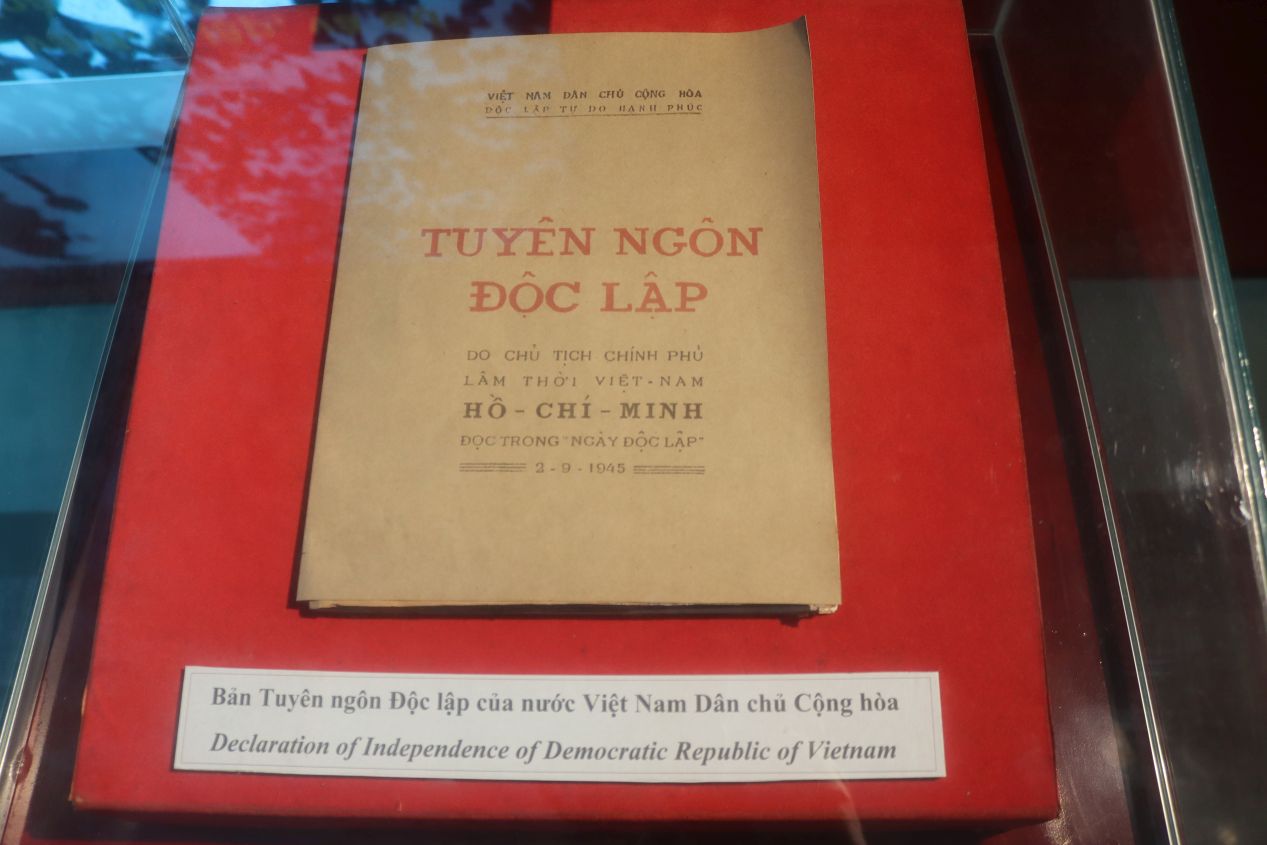 VIỆT NAM DÂN CHỦ CỘNG HÒA
ĐỘC LẬP TỰ DO HẠNH PHÚC
TUYÊN NGÔN
ĐỘC LẬP
DO CHỦ TỊCH CHÍNH PHỦ
LÂM THỜI VIỆT-NAM
HỒ-CHÍ-MINH
ĐỌC TRONG "NGÀY ĐỘC LẬP"
2-9-1945
Bản Tuyên ngôn Độc lập của nước Việt Nam Dân chủ Cộng hòa
Declaration of Independence of Democratic Republic of Vietnam